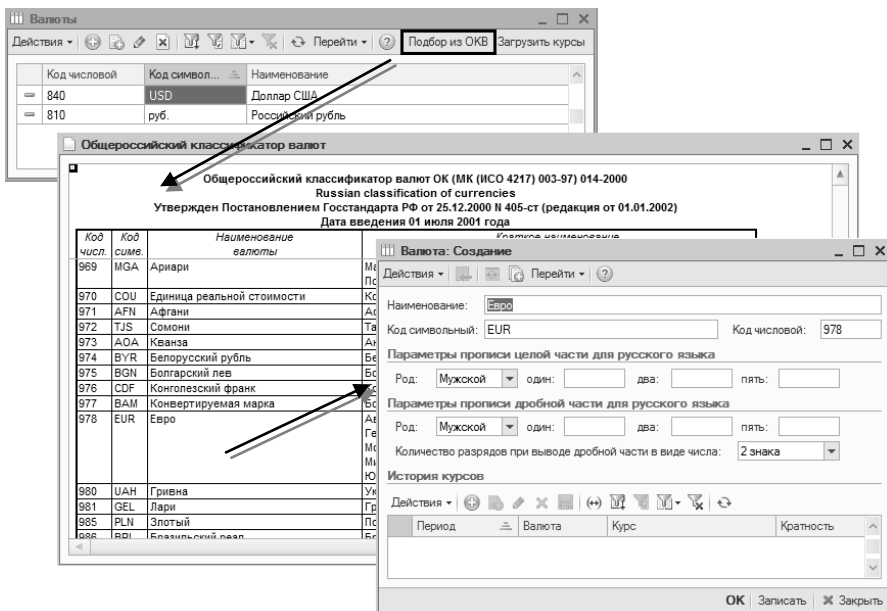 Валюты
Действия Перейти Подбор из ОКВ Загрузить курсы
Код числовой Код символ... Наименование
840 USD Доллар США
810 руб. Российский рубль
Общероссийский классификатор валют
Общероссийский классификатор валют ОК (МК (ИСО 4217) 003-97) 014-2000
Russian classification of currencies
Утвержден Постановлением Госстандарта РФ от 25.12.2000 N 405-ст (редакция от 01.01.2002)
Дата введения 01 июля 2001 года
Код числ. Код симв. Наименование валюты Краткое наименование
969 MGA Ариари
970 COU Единица реальной стоимости
971 AFN Афгани
972 TJS Сомони
973 AOA Кванза
974 BYR Белорусский рубль
975 BGN Болгарский лев
976 CDF Конголезский франк
977 BAM Конвертируемая марка
978 EUR Евро
980 UAH Гривна
981 GEL Лари
985 PLN Злотый
986 BRL Бразильский реал
Валюта: Создание
Действия Перейти
Наименование: Евро
Код символьный: EUR Код числовой: 978
Параметры прописи целой части для русского языка
Род: Мужской один: два: пять:
Параметры прописи дробной части для русского языка
Род: Мужской один: два: пять:
Количество разрядов при выводе дробной части в виде числа: 2 знака
История курсов
Действия
Период Валюта Курс Кратность
OK Записать Закрыть